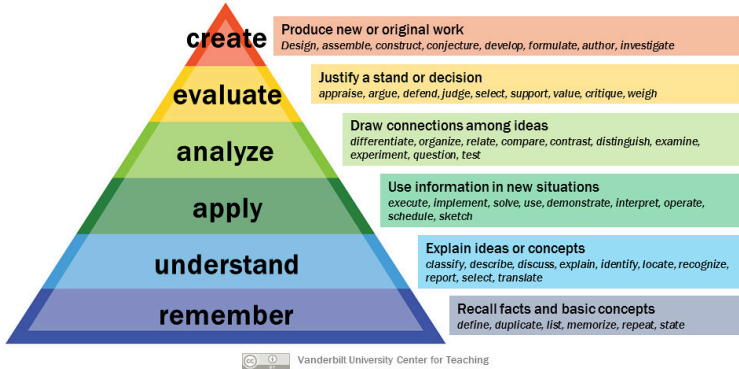 create
Produce new or original work
Design, assemble, construct, conjecture, develop, formulate, author, investigate
evaluate
Justify a stand or decision
appraise, argue, defend, judge, select, support, value, critique, weigh
analyze
Draw connections among ideas
differentiate, organize, relate, compare, contrast, distinguish, examine,
experiment, question, test
apply
Use information in new situations
execute, implement, solve, use, demonstrate, interpret, operate,
schedule, sketch
understand
Explain ideas or concepts
classify, describe, discuss, explain, identify, locate, recognize,
report, select, translate
remember
Recall facts and basic concepts
define, duplicate, list, memorize, repeat, state
cc
Vanderbilt University Center for Teaching